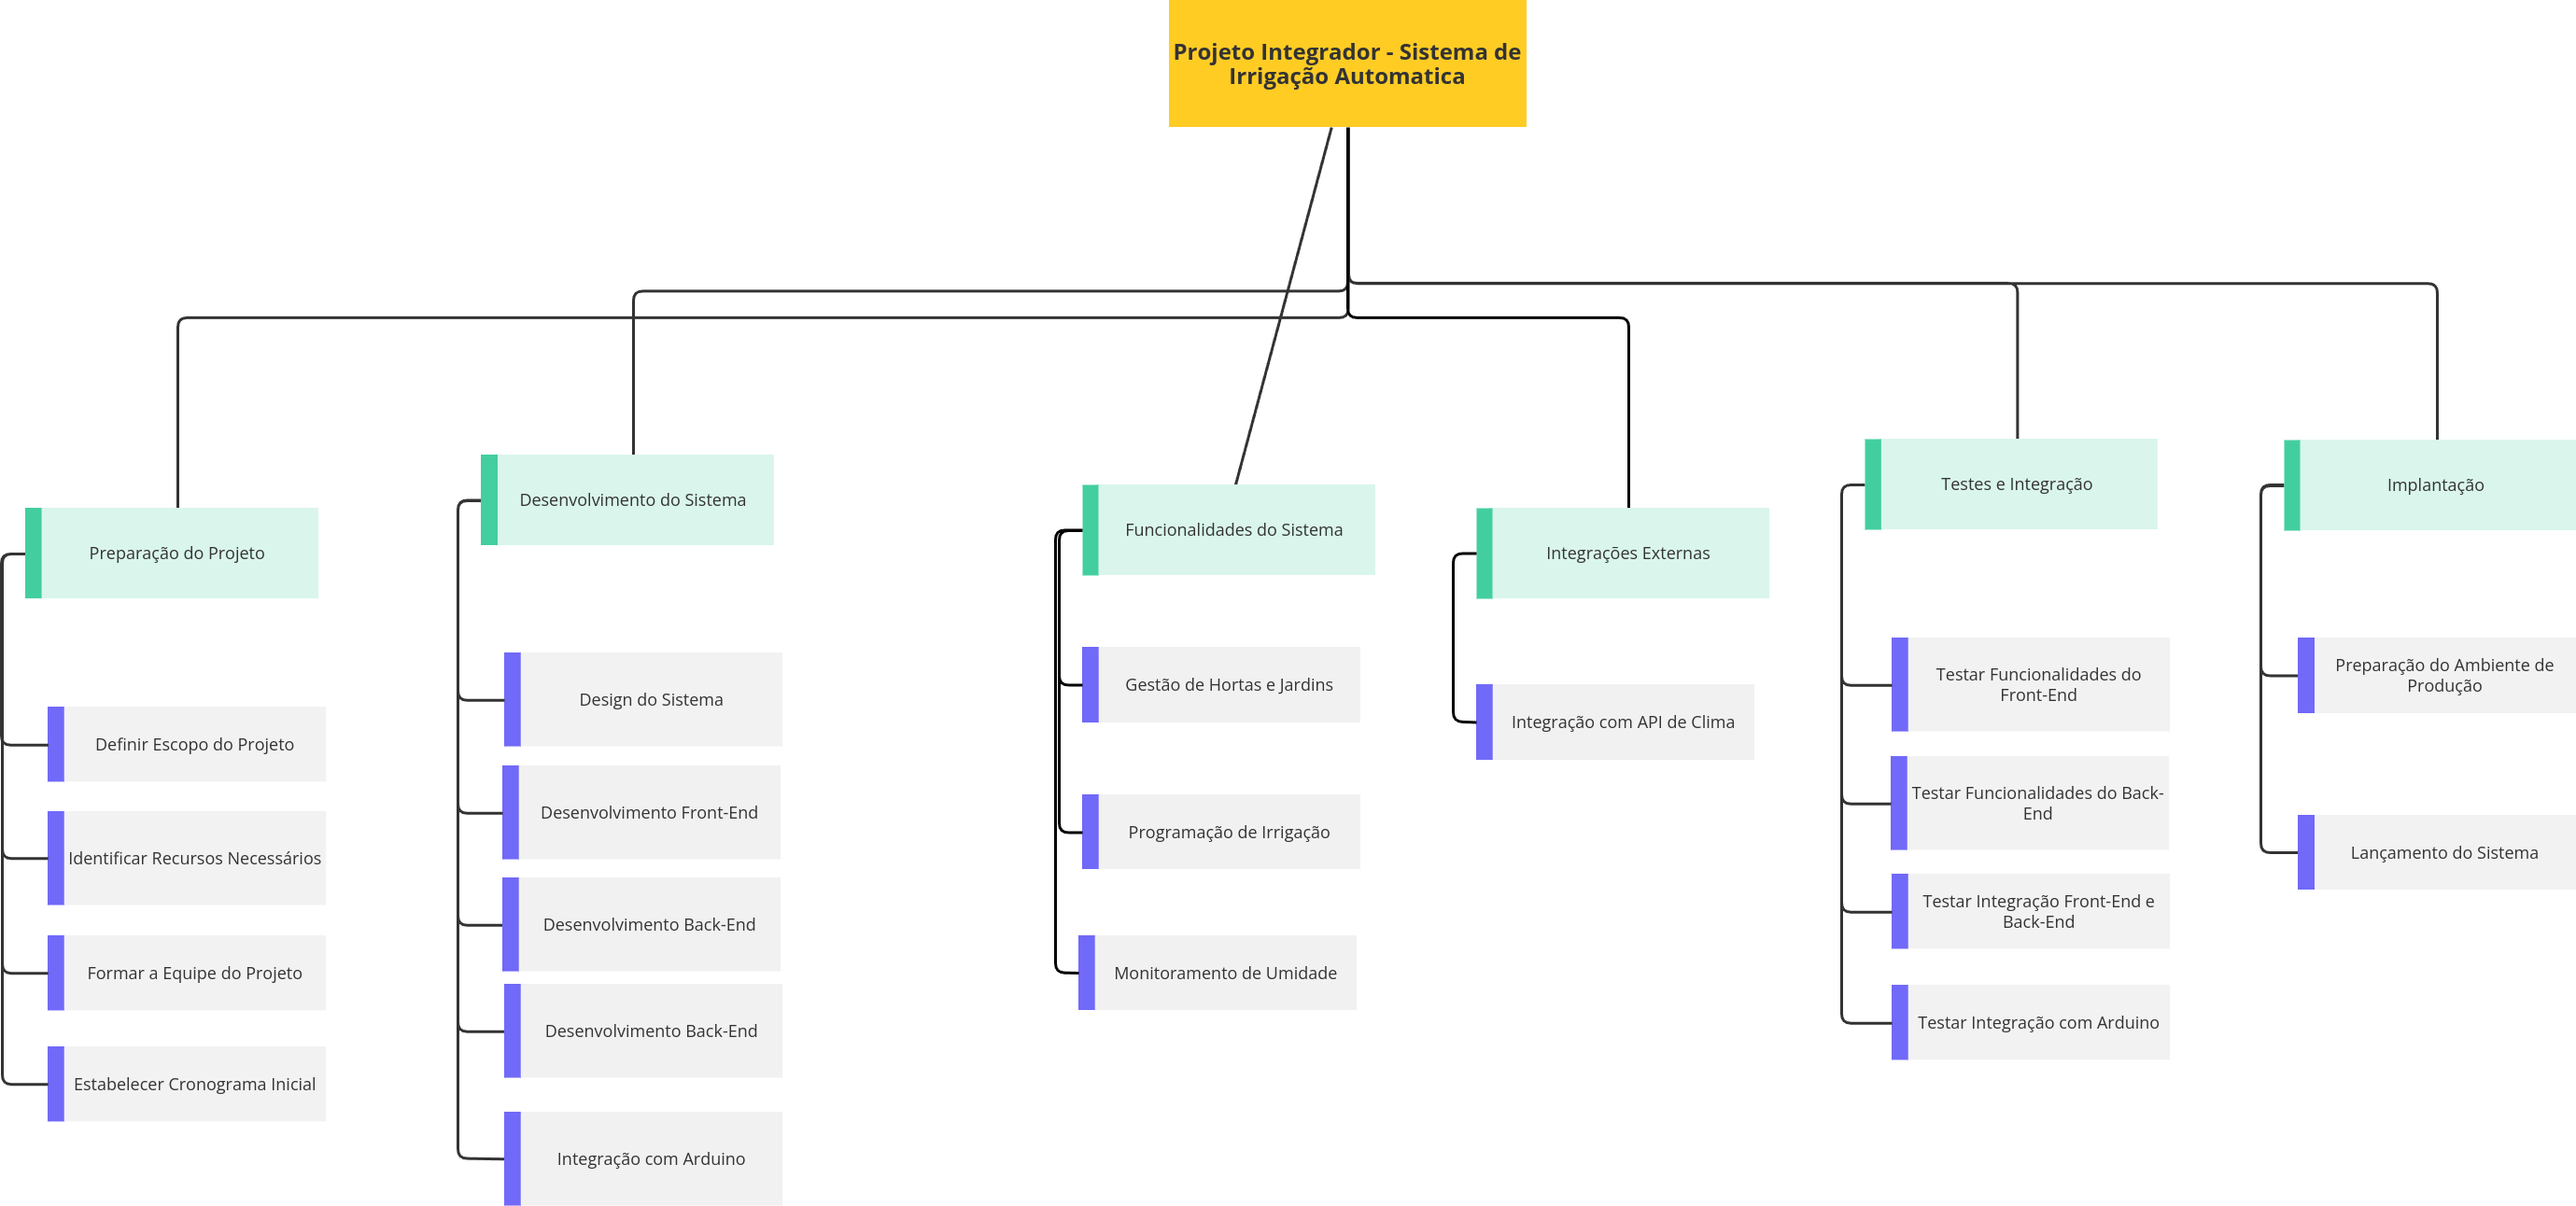 Projeto Integrador - Sistema de
Irrigação Automatica
Preparação do Projeto
Definir Escopo do Projeto
Identificar Recursos Necessários
Formar a Equipe do Projeto
Estabelecer Cronograma Inicial
Desenvolvimento do Sistema
Design do Sistema
Desenvolvimento Front-End
Desenvolvimento Back-End
Desenvolvimento Back-End
Integração com Arduino
Funcionalidades do Sistema
Gestão de Hortas e Jardins
Programação de Irrigação
Monitoramento de Umidade
Integrações Externas
Integração com API de Clima
Testes e Integração
Testar Funcionalidades do
Front-End
Testar Funcionalidades do Back-
End
Testar Integração Front-End e
Back-End
Testar Integração com Arduino
Implantação
Preparação do Ambiente de
Produção
Lançamento do Sistema